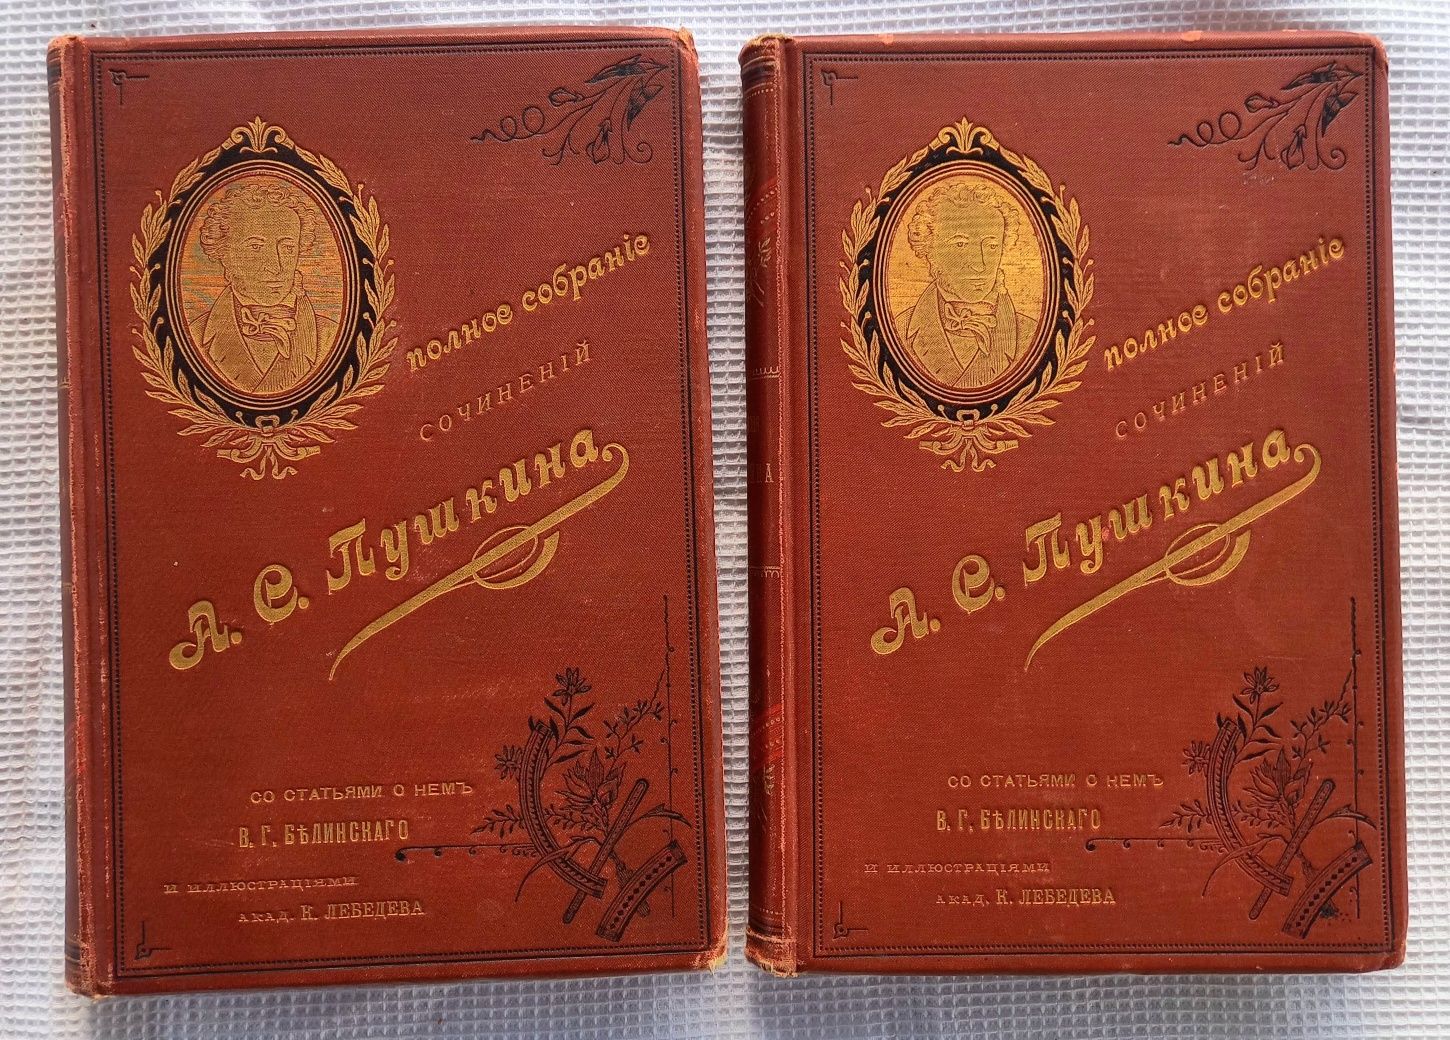 полное собраніе
СОЧИНЕНІЙ
А. С. Пушкина.
СО СТАТЬЯМИ О НЕМЪ
В. Г. БѢЛИНСКАГО
И ИЛЛЮСТРАЦІЯМИ
АКАД. К. ЛЕБЕДЕВА
полное собраніе
СОЧИНЕНІЙ
А. С. Пушкина.
СО СТАТЬЯМИ О НЕМЪ
В. Г. БѢЛИНСКАГО
И ИЛЛЮСТРАЦІЯМИ
АКАД. К. ЛЕБЕДЕВА